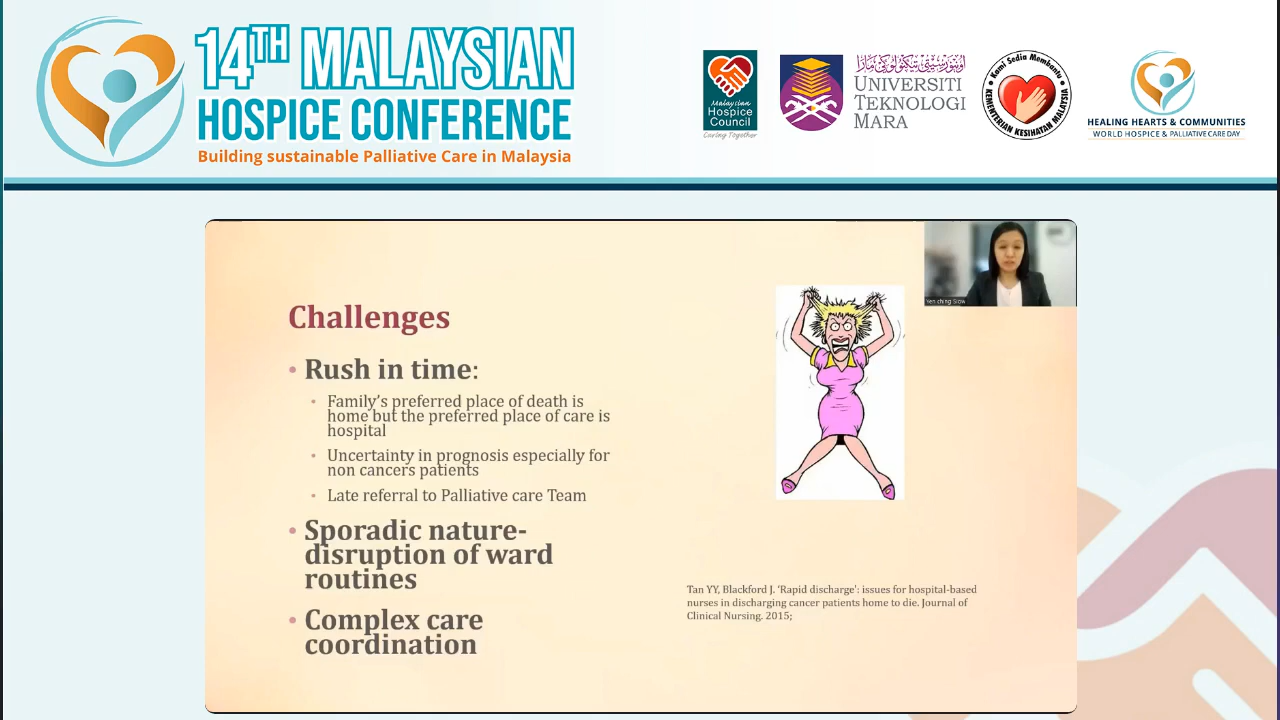 14TH MALAYSIAN
HOSPICE CONFERENCE
Building sustainable Palliative Care in Malaysia
Malaysian
Hospice
Council
Caring Together
UNIVERSITI
TEKNOLOGI
MARA
Kami Sedia Membantu
KEMENTERIAN KESIHATAN MALAYSIA
HEALING HEARTS & COMMUNITIES
WORLD HOSPICE & PALLIATIVE CARE DAY
Yen ching Siow
Challenges
• Rush in time:
• Family's preferred place of death is
home but the preferred place of care is
hospital
• Uncertainty in prognosis especially for
non cancers patients
• Late referral to Palliative care Team
• Sporadic nature-
disruption of ward
routines
• Complex care
coordination
Tan YY, Blackford J. 'Rapid discharge': issues for hospital-based
nurses in discharging cancer patients home to die. Journal of
Clinical Nursing. 2015;